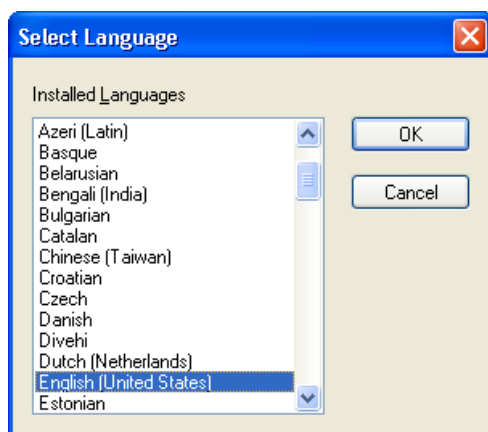 Select Language
Installed Languages
Azeri (Latin)
Basque
Belarusian
Bengali (India)
Bulgarian
Catalan
Chinese (Taiwan)
Croatian
Czech
Danish
Divehi
Dutch (Netherlands)
English (United States)
Estonian
OK
Cancel